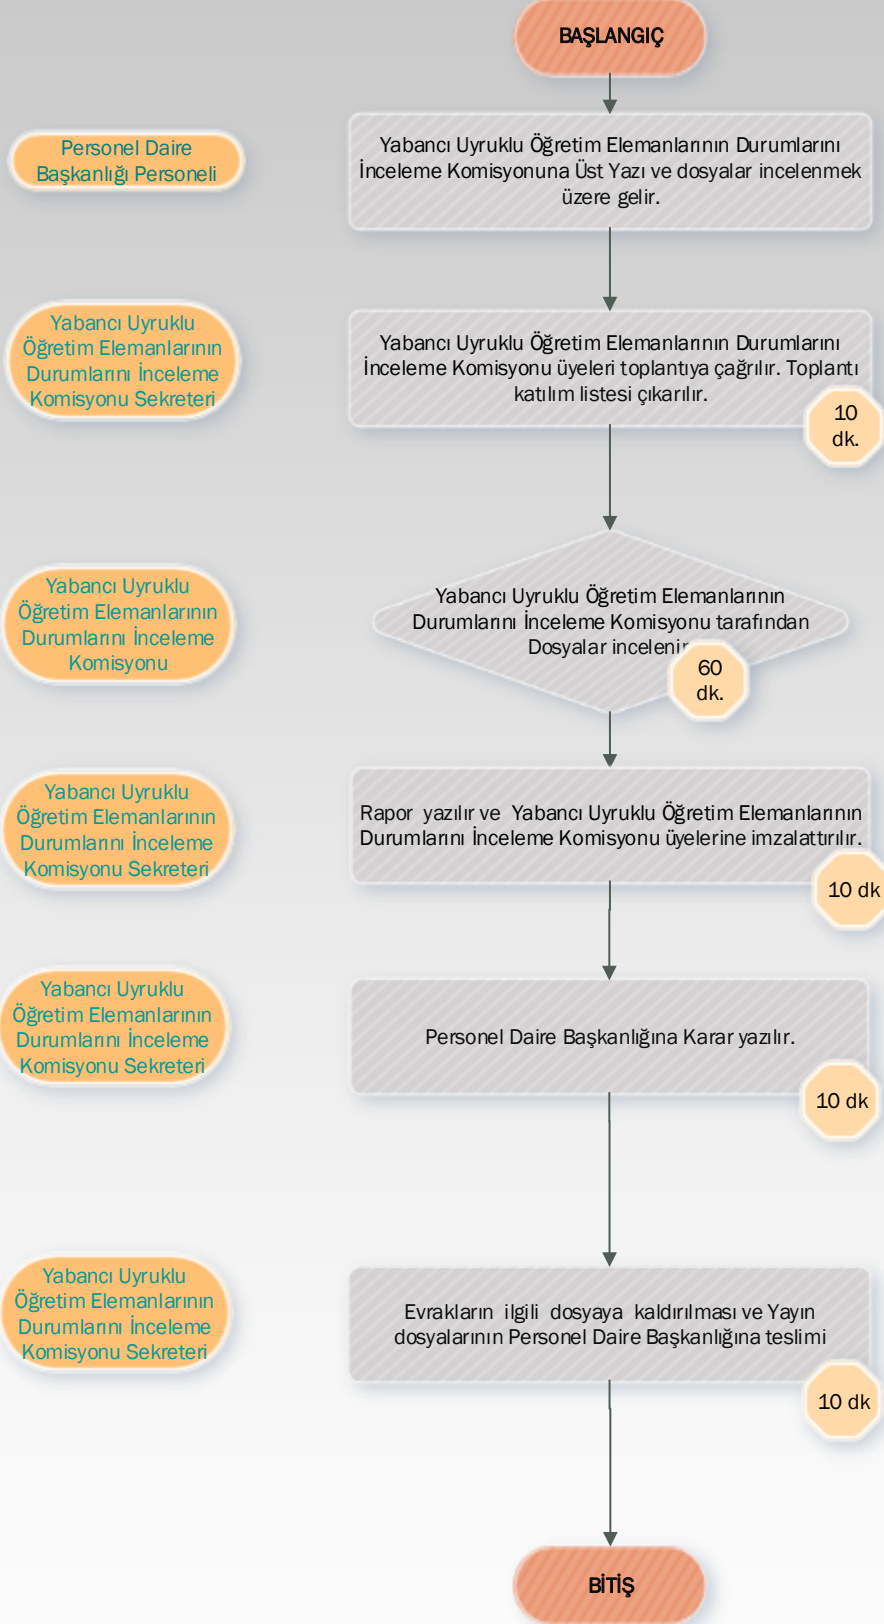 BAŞLANGIÇ
Personel Daire
Başkanlığı Personeli
Yabancı Uyruklu Öğretim Elemanlarının Durumlarını
İnceleme Komisyonuna Üst Yazı ve dosyalar incelenmek
üzere gelir.
Yabancı Uyruklu
Öğretim Elemanlarının
Durumlarını İnceleme
Komisyonu Sekreteri
Yabancı Uyruklu Öğretim Elemanlarının Durumlarını
İnceleme Komisyonu üyeleri toplantıya çağrılır. Toplantı
katılım listesi çıkarılır.
10
dk.
Yabancı Uyruklu
Öğretim Elemanlarının
Durumlarını İnceleme
Komisyonu
Yabancı Uyruklu Öğretim Elemanlarının
Durumlarını İnceleme Komisyonu tarafından
Dosyalar incelenir
60
dk.
Yabancı Uyruklu
Öğretim Elemanlarının
Durumlarını İnceleme
Komisyonu Sekreteri
Rapor yazılır ve Yabancı Uyruklu Öğretim Elemanlarının
Durumlarını İnceleme Komisyonu üyelerine imzalattırılır.
10 dk
Yabancı Uyruklu
Öğretim Elemanlarının
Durumlarını İnceleme
Komisyonu Sekreteri
Personel Daire Başkanlığına Karar yazılır.
10 dk
Yabancı Uyruklu
Öğretim Elemanlarının
Durumlarını İnceleme
Komisyonu Sekreteri
Evrakların ilgili dosyaya kaldırılması ve Yayın
dosyalarının Personel Daire Başkanlığına teslimi
10 dk
BİTİŞ